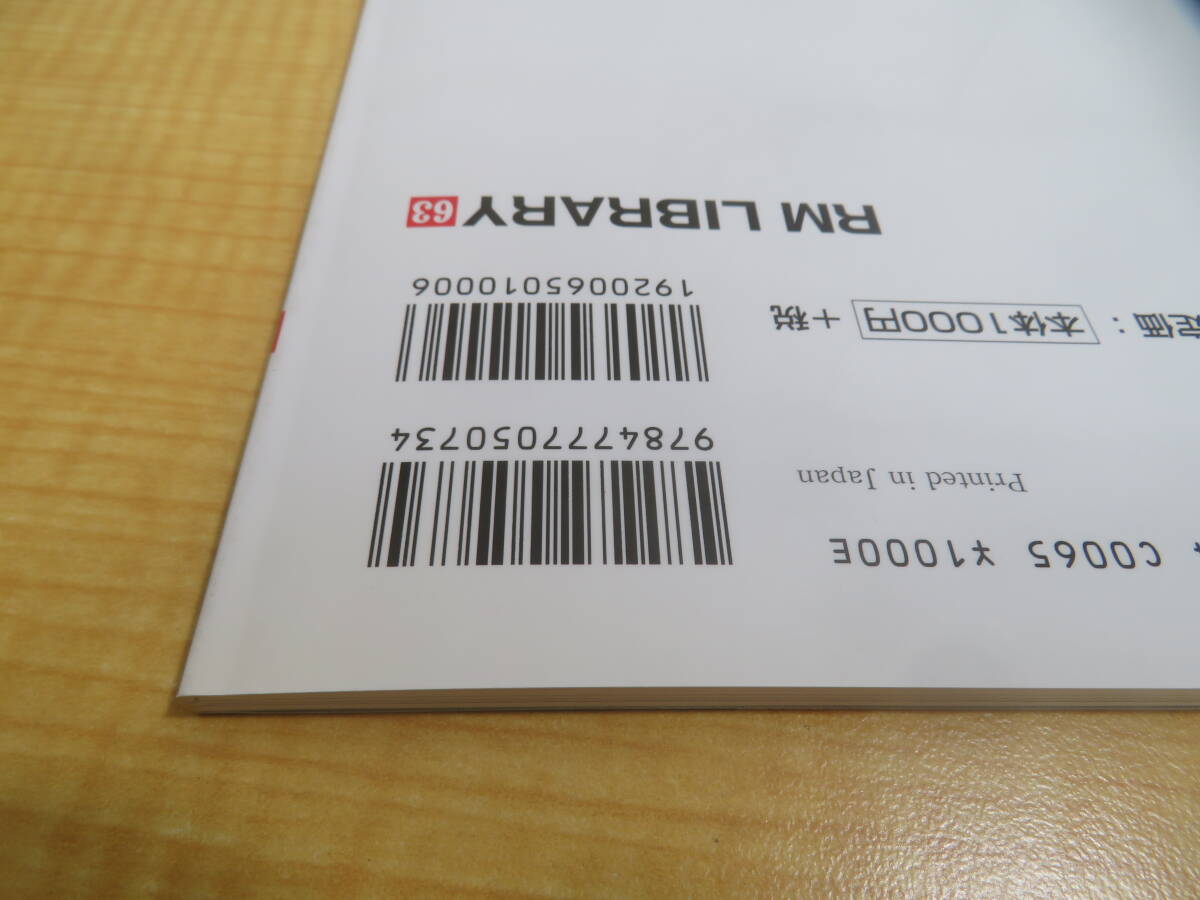 C0065 ¥1000E
Printed in Japan
9784777050734
定価：本体1000円＋税
1920065010006
RM LIBRARY 63